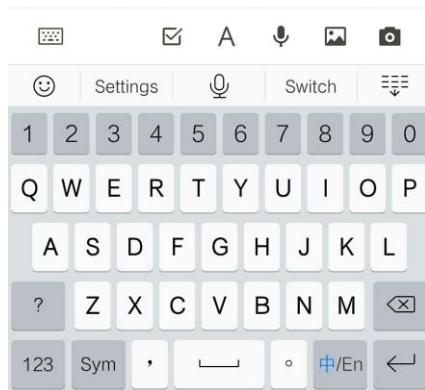 A
Settings Switch
1 2 3 4 5 6 7 8 9 0
Q W E R T Y U I O P
A S D F G H J K L
? Z X C V B N M
123 Sym , 。 中/En